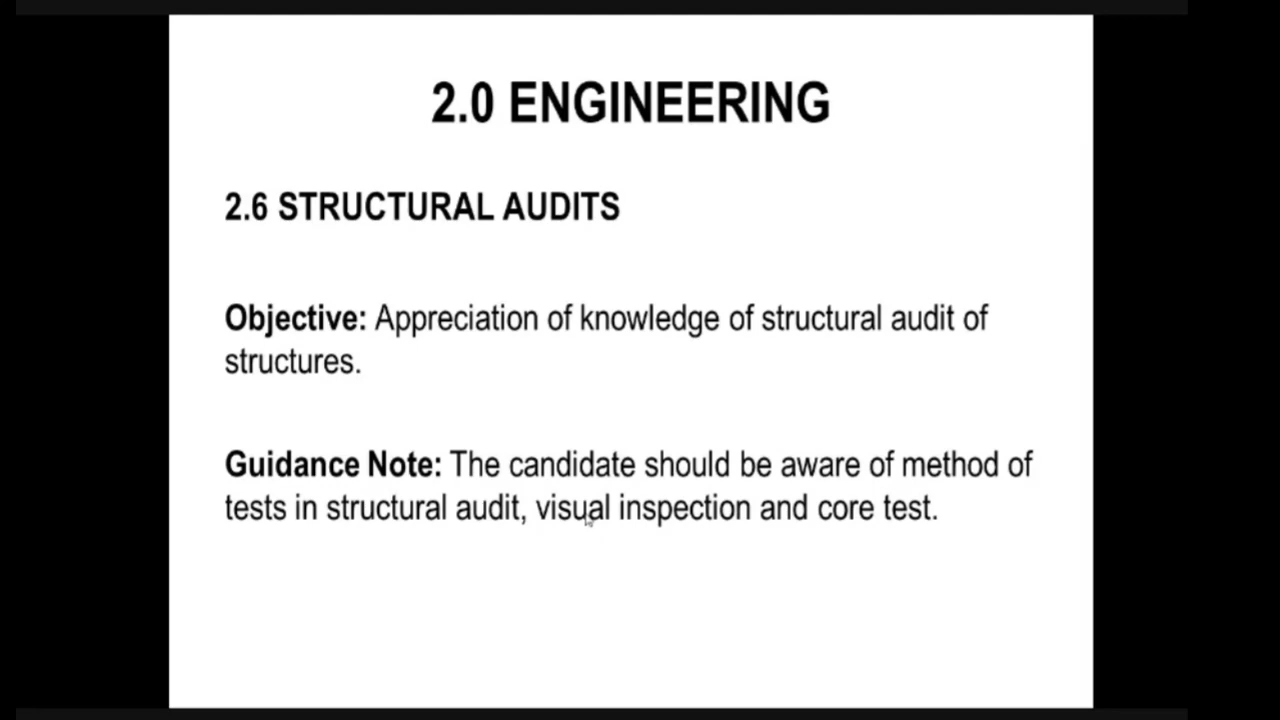 2.0 ENGINEERING
2.6 STRUCTURAL AUDITS
Objective: Appreciation of knowledge of structural audit of
structures.
Guidance Note: The candidate should be aware of method of
tests in structural audit, visual inspection and core test.